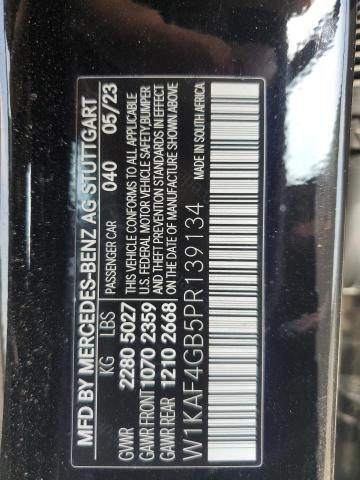 MFD BY MERCEDES-BENZ AG STUTTGART
KG LBS PASSENGER CAR 040 05/23
GVWR 2280 5027
GAWR FRONT 1070 2359
GAWR REAR 1210 2668
THIS VEHICLE CONFORMS TO ALL APPLICABLE
U.S. FEDERAL MOTOR VEHICLE SAFETY, BUMPER
AND THEFT PREVENTION STANDARDS IN EFFECT
ON THE DATE OF MANUFACTURE SHOWN ABOVE
W1KAF4GB5PR139134
MADE IN SOUTH AFRICA